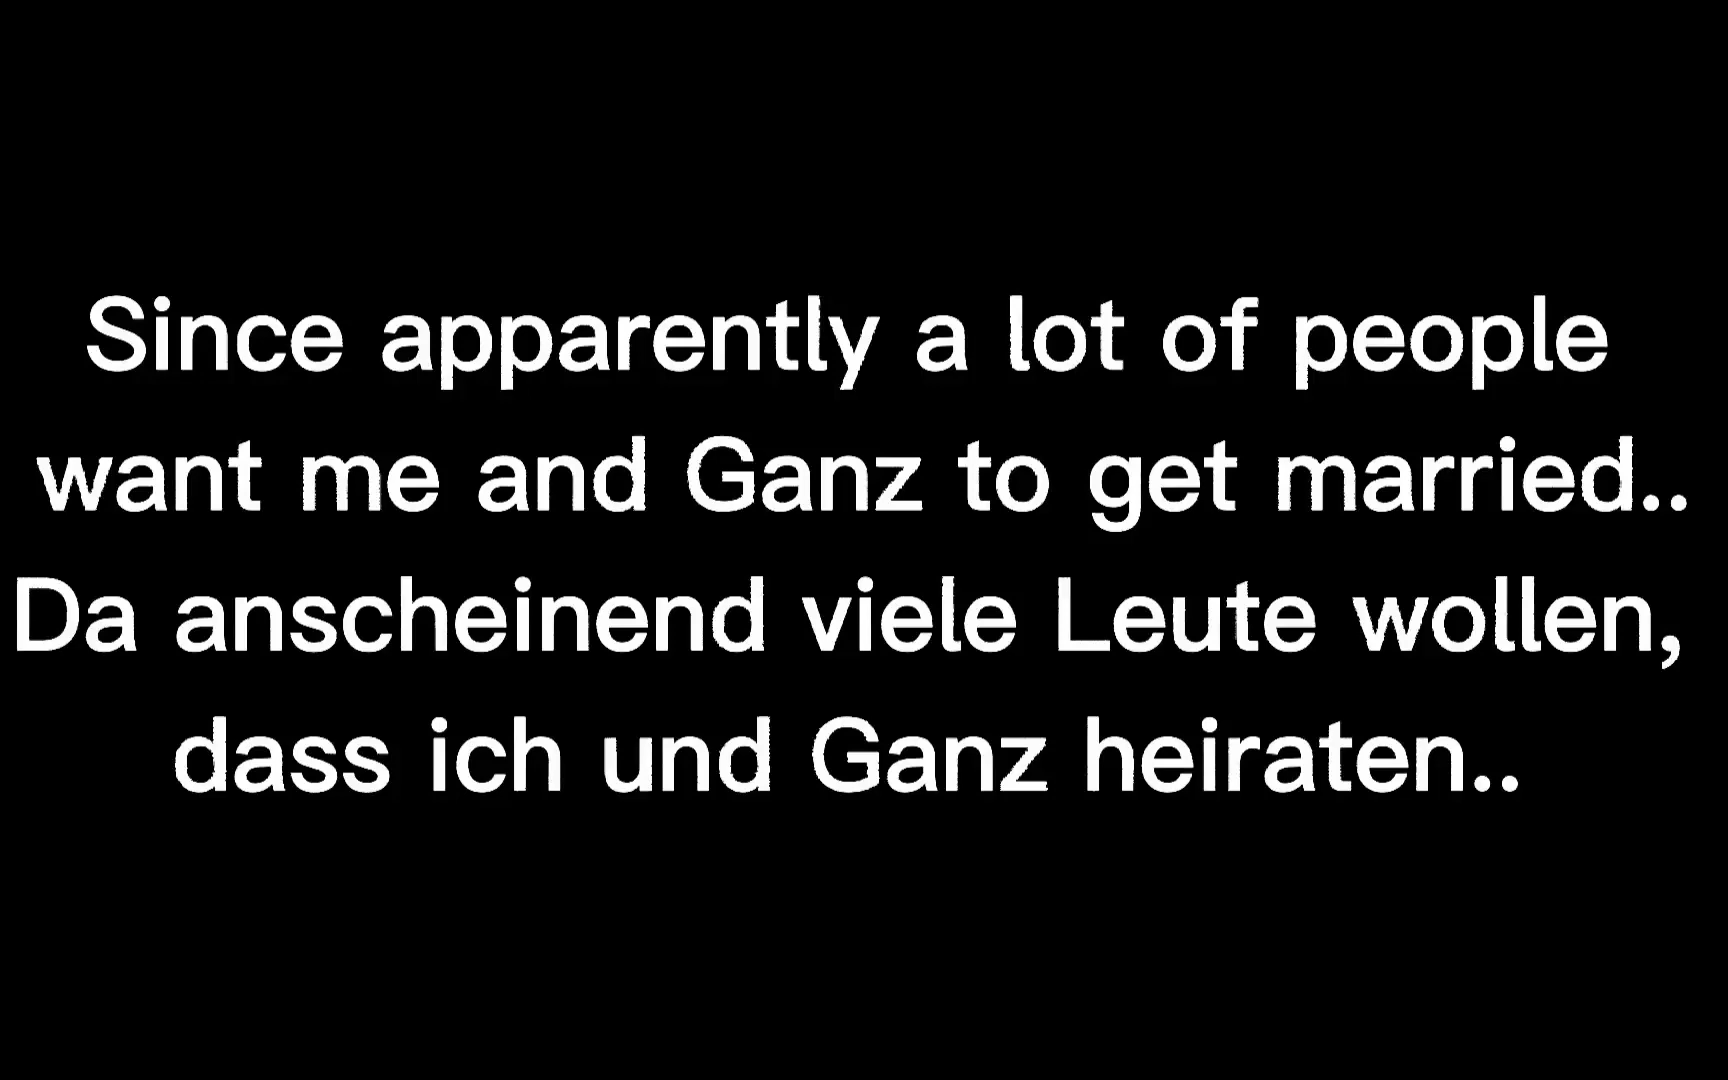 Since apparently a lot of people
want me and Ganz to get married..
Da anscheinend viele Leute wollen,
dass ich und Ganz heiraten..